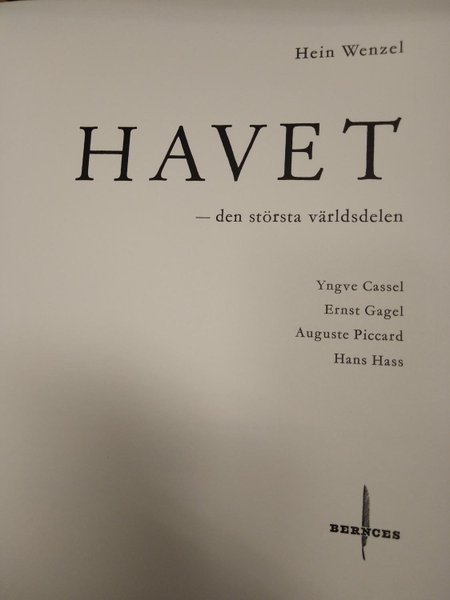 Hein Wenzel
HAVET
— den största världsdelen
Yngve Cassel
Ernst Gagel
Auguste Piccard
Hans Hass
BERNCES